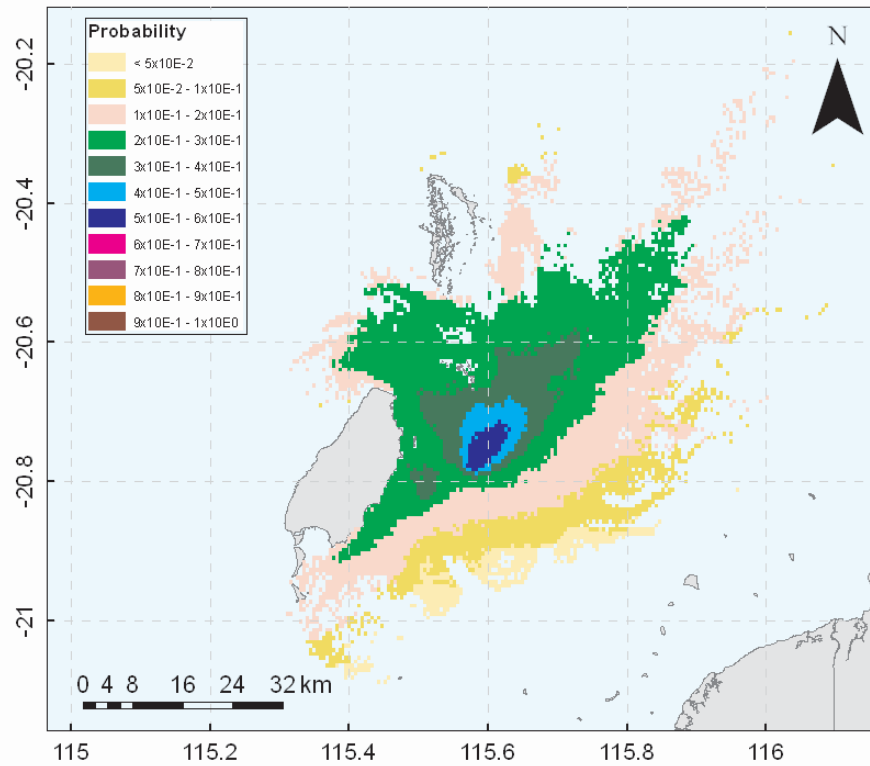 Probability
< 5x10E-2
5x10E-2 - 1x10E-1
1x10E-1 - 2x10E-1
2x10E-1 - 3x10E-1
3x10E-1 - 4x10E-1
4x10E-1 - 5x10E-1
5x10E-1 - 6x10E-1
6x10E-1 - 7x10E-1
7x10E-1 - 8x10E-1
8x10E-1 - 9x10E-1
9x10E-1 - 1x10E0
N
-20.2
-20.4
-20.6
-20.8
-21
0 4 8 16 24 32 km
115 115.2 115.4 115.6 115.8 116